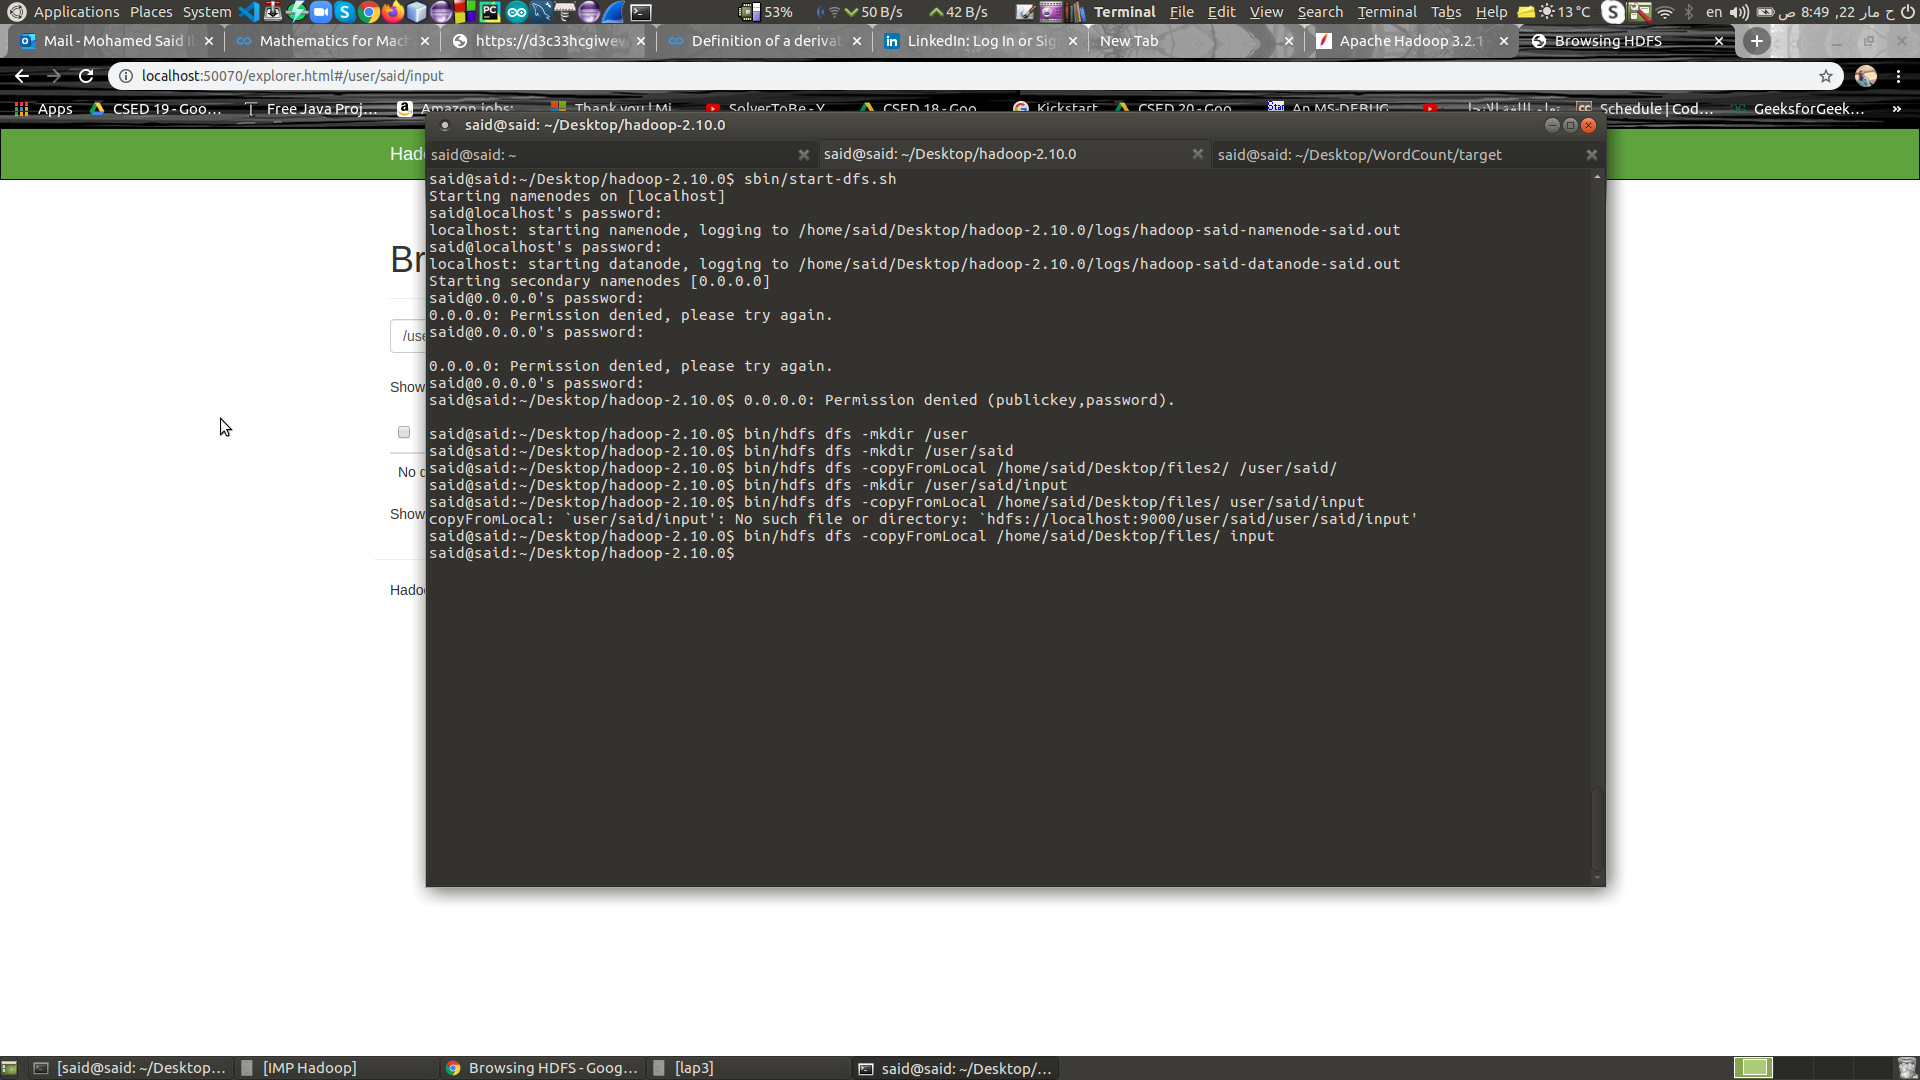 Applications Places System 53% 50 B/s 42 B/s Terminal File Edit View Search Terminal Tabs Help 13 °C en ح مار 22, 8:49 ص
Mail - Mohamed Said I Mathematics for Mac https://d3c33hcgiwev Definition of a derivat LinkedIn: Log In or Sig New Tab Apache Hadoop 3.2.1 Browsing HDFS
localhost:50070/explorer.html#/user/said/input
Apps CSED 19 - Goo... Free Java Proj... Amazon jobs: Thank you | Mi SolverToBe - Y CSED 18 - Goo Kickstart CSED 20 - Goo An MS-DEBUG Schedule | Cod... GeeksforGeek... »
said@said: ~/Desktop/hadoop-2.10.0
Had
said@said: ~ said@said: ~/Desktop/hadoop-2.10.0 said@said: ~/Desktop/WordCount/target
said@said:~/Desktop/hadoop-2.10.0$ sbin/start-dfs.sh
Starting namenodes on [localhost]
said@localhost's password:
localhost: starting namenode, logging to /home/said/Desktop/hadoop-2.10.0/logs/hadoop-said-namenode-said.out
said@localhost's password:
localhost: starting datanode, logging to /home/said/Desktop/hadoop-2.10.0/logs/hadoop-said-datanode-said.out
Starting secondary namenodes [0.0.0.0]
said@0.0.0.0's password:
0.0.0.0: Permission denied, please try again.
said@0.0.0.0's password:
0.0.0.0: Permission denied, please try again.
said@0.0.0.0's password:
said@said:~/Desktop/hadoop-2.10.0$ 0.0.0.0: Permission denied (publickey,password).
said@said:~/Desktop/hadoop-2.10.0$ bin/hdfs dfs -mkdir /user
said@said:~/Desktop/hadoop-2.10.0$ bin/hdfs dfs -mkdir /user/said
said@said:~/Desktop/hadoop-2.10.0$ bin/hdfs dfs -copyFromLocal /home/said/Desktop/files2/ /user/said/
said@said:~/Desktop/hadoop-2.10.0$ bin/hdfs dfs -mkdir /user/said/input
said@said:~/Desktop/hadoop-2.10.0$ bin/hdfs dfs -copyFromLocal /home/said/Desktop/files/ user/said/input
copyFromLocal: `user/said/input': No such file or directory: `hdfs://localhost:9000/user/said/user/said/input'
said@said:~/Desktop/hadoop-2.10.0$ bin/hdfs dfs -copyFromLocal /home/said/Desktop/files/ input
said@said:~/Desktop/hadoop-2.10.0$
Br
/use
Show
No d
Show
Hadoo
[said@said: ~/Desktop... [IMP Hadoop] Browsing HDFS - Goog... [lap3] said@said: ~/Desktop/...